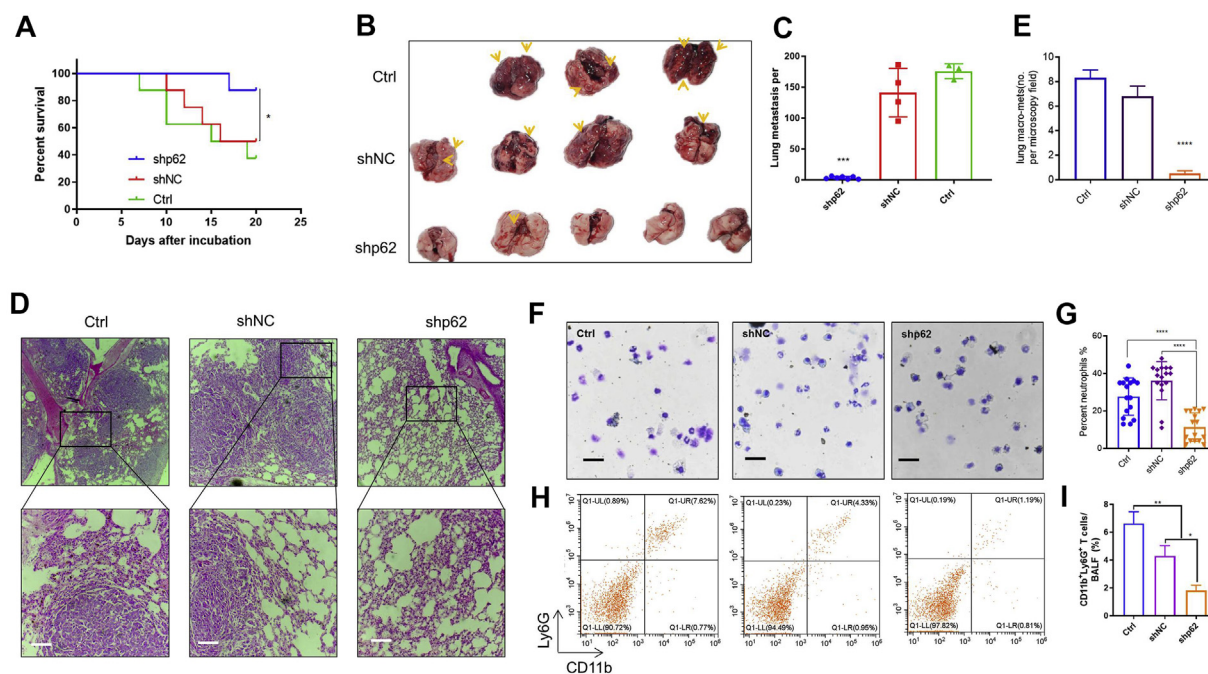 A
Percent survival
100
80
60
40
20
0
0 5 10 15 20 25
Days after incubation
shp62
shNC
Ctrl
*
B
Ctrl
shNC
shp62
C
Lung metastasis per
200
150
100
50
0
***
shp62 shNC Ctrl
E
lung macro-mets(no.
per microscopy field)
10
8
6
4
2
0
****
Ctrl shNC shp62
D
Ctrl shNC shp62
F
Ctrl shNC shp62
G
Percent neutrophils %
60
40
20
0
****
****
Ctrl shNC shp62
H
Q1-UL(0.89%) Q1-UR(7.62%)
Q1-LL(90.72%) Q1-LR(0.77%)
Q1-UL(0.23%) Q1-UR(4.33%)
Q1-LL(94.49%) Q1-LR(0.95%)
Q1-UL(0.19%) Q1-UR(1.19%)
Q1-LL(97.82%) Q1-LR(0.81%)
Ly6G
CD11b
I
CD11b⁺Ly6G⁺ T cells/
BALF (%)
8
6
4
2
0
**
*
Ctrl shNC shp62